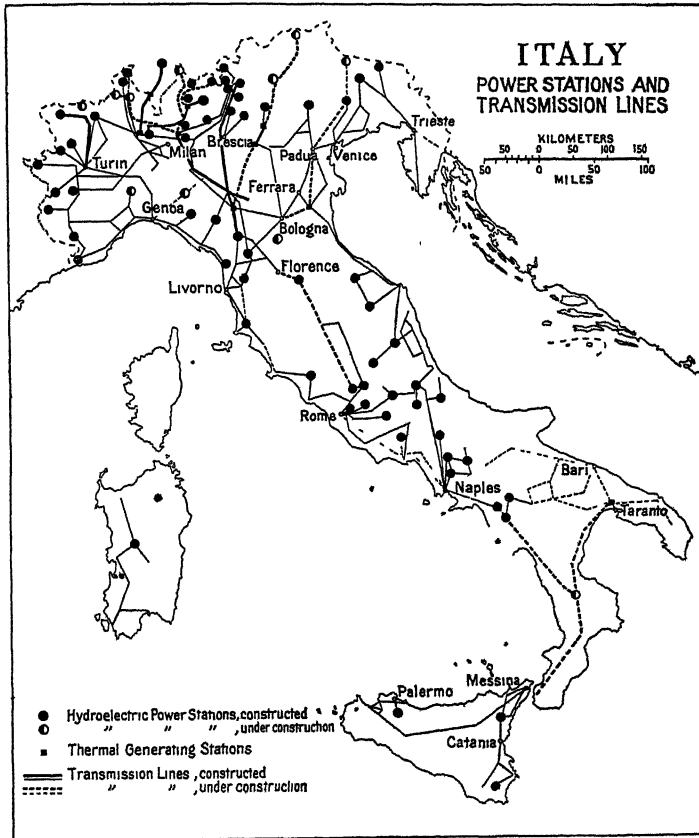 ITALY
POWER STATIONS AND
TRANSMISSION LINES
KILOMETERS
50 0 50 100 150
50 0 50 100
MILES
Trieste
Turin
Milan
Brescia
Padua
Venice
Ferrara
Genoa
Bologna
Florence
Livorno
Rome
Naples
Bari
Taranto
Messina
Palermo
Catania
Hydroelectric Power Stations, constructed
" " " , under construction
Thermal Generating Stations
Transmission Lines , constructed
" " , under construction